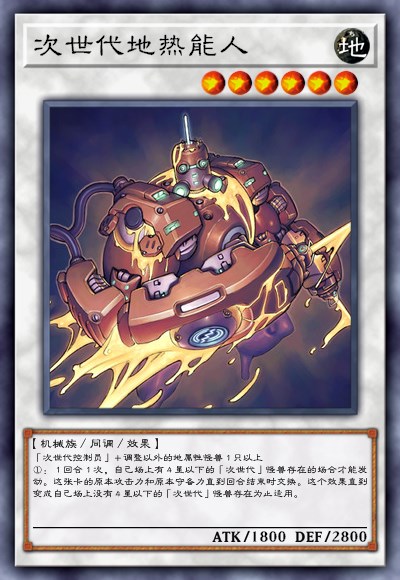 次世代地热能人
地
【机械族／同调／效果】
「次世代控制员」＋调整以外的地属性怪兽1只以上
①：1回合1次，自己场上有4星以下的「次世代」怪兽存在的场合才能发
动。这张卡的原本攻击力和原本守备力直到回合结束时交换。这个效果直到
变成自己场上没有4星以下的「次世代」怪兽存在为止适用。
ATK/1800 DEF/2800